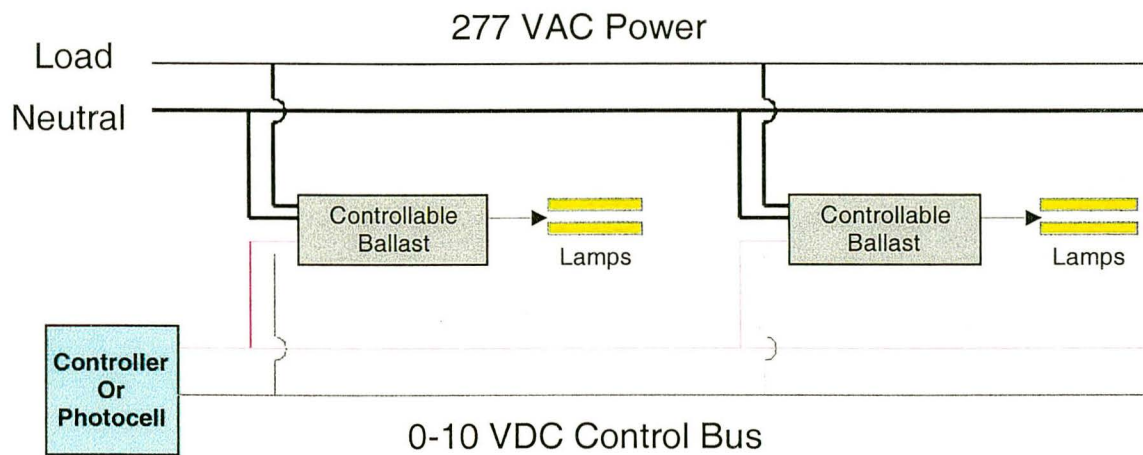 277 VAC Power
Load
Neutral
Controllable
Ballast
Lamps
Controllable
Ballast
Lamps
Controller
Or
Photocell
0-10 VDC Control Bus